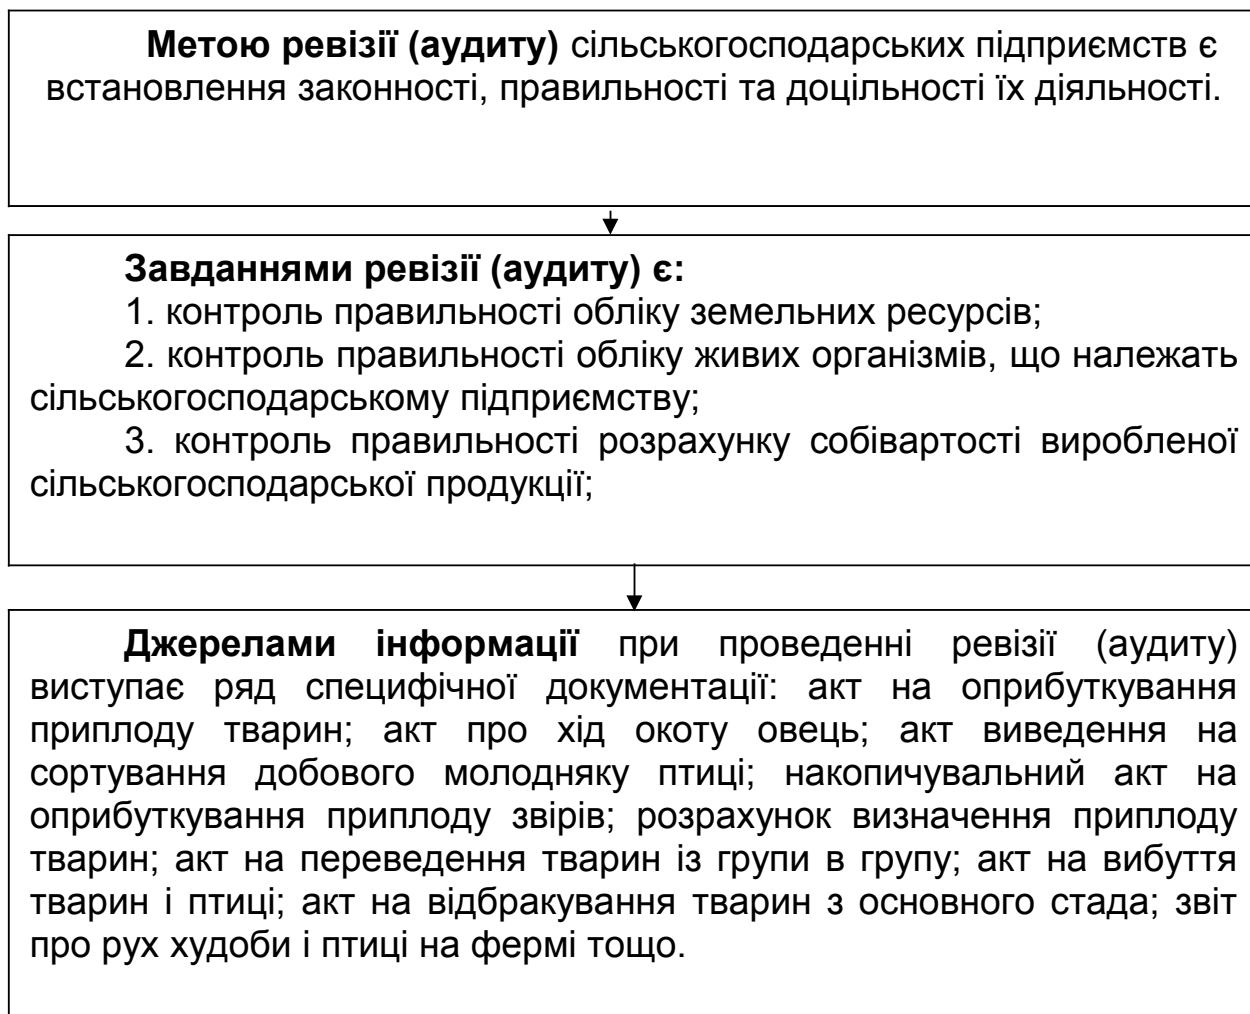 Метою ревізії (аудиту) сільськогосподарських підприємств є
встановлення законності, правильності та доцільності їх діяльності.
Завданнями ревізії (аудиту) є:
1. контроль правильності обліку земельних ресурсів;
2. контроль правильності обліку живих організмів, що належать
сільськогосподарському підприємству;
3. контроль правильності розрахунку собівартості виробленої
сільськогосподарської продукції;
Джерелами інформації при проведенні ревізії (аудиту)
виступає ряд специфічної документації: акт на оприбуткування
приплоду тварин; акт про хід окоту овець; акт виведення на
сортування добового молодняку птиці; накопичувальний акт на
оприбуткування приплоду звірів; розрахунок визначення приплоду
тварин; акт на переведення тварин із групи в групу; акт на вибуття
тварин і птиці; акт на відбракування тварин з основного стада; звіт
про рух худоби і птиці на фермі тощо.